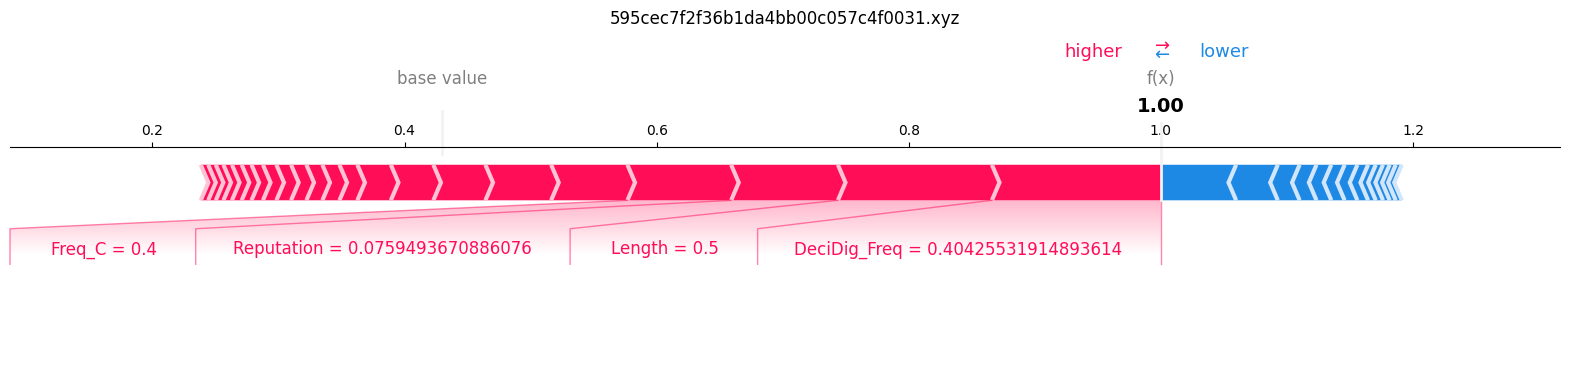 595cec7f2f36b1da4bb00c057c4f0031.xyz
higher ⇄ lower
base value f(x)
1.00
0.2 0.4 0.6 0.8 1.0 1.2
Freq_C = 0.4 Reputation = 0.0759493670886076 Length = 0.5 DeciDig_Freq = 0.40425531914893614